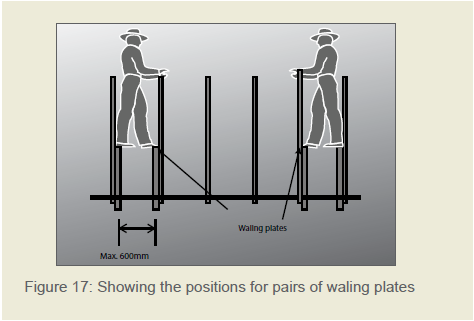 Waling plates
Max. 600mm
Figure 17: Showing the positions for pairs of waling plates